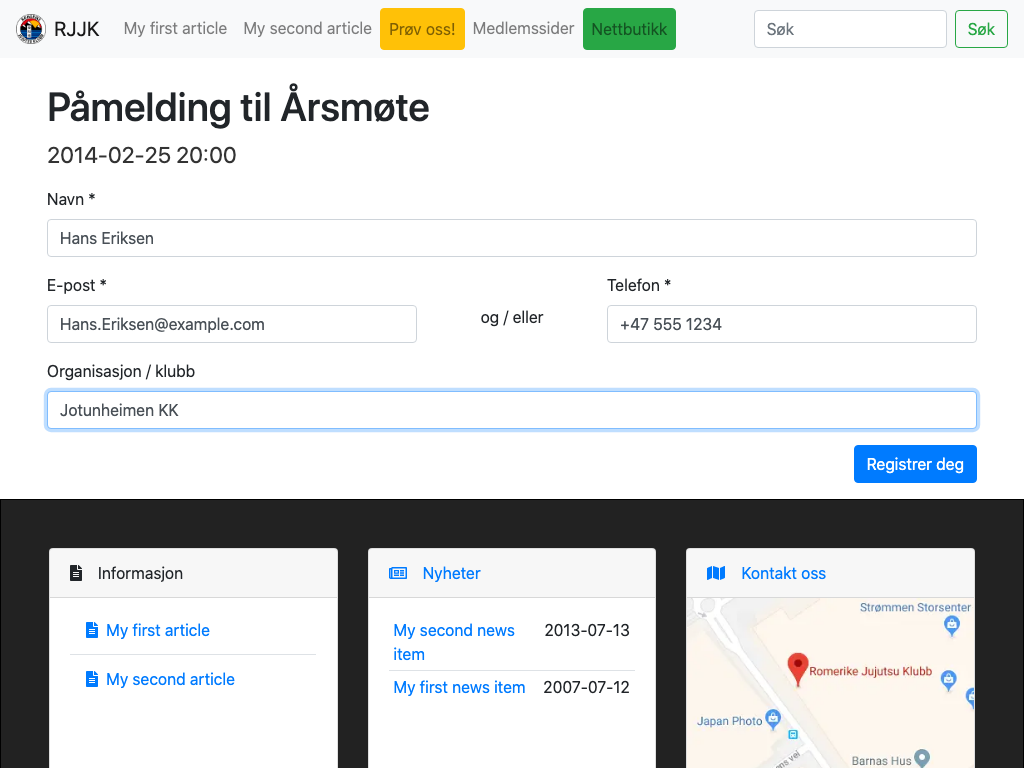 RJJK My first article My second article Prøv oss! Medlemssider Nettbutikk Søk Søk
Påmelding til Årsmøte
2014-02-25 20:00
Navn *
Hans Eriksen
E-post * Telefon *
Hans.Eriksen@example.com og / eller +47 555 1234
Organisasjon / klubb
Jotunheimen KK
Registrer deg
Informasjon
My first article
My second article
Nyheter
My second news item 2013-07-13
My first news item 2007-07-12
Kontakt oss
Strømmen Storsenter
Romerike Jujutsu Klubb
Japan Photo
ns vei
Barnas Hus